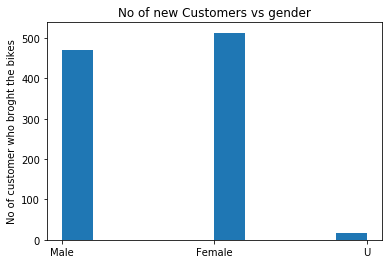 No of new Customers vs gender
No of customer who broght the bikes
500
400
300
200
100
0
Male Female U